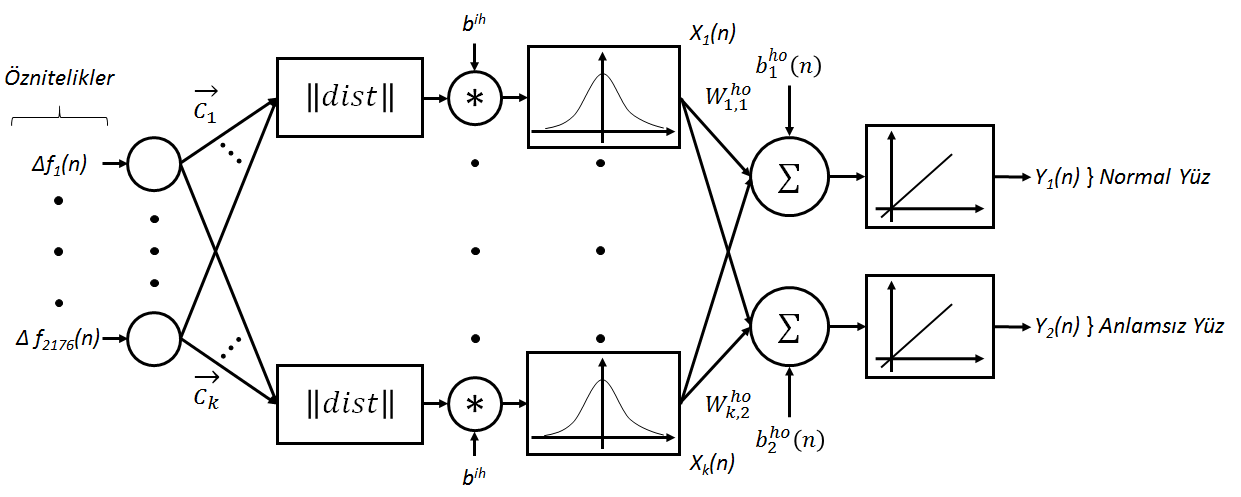 Öznitelikler
Δf1(n)
Δ f2176(n)
C1
Ck
‖dist‖
‖dist‖
b^ih
*
*
b^ih
X1(n)
Xk(n)
W^ho_1,1
W^ho_k,2
b^ho_1(n)
Σ
Σ
b^ho_2(n)
Y1(n) } Normal Yüz
Y2(n) } Anlamsız Yüz